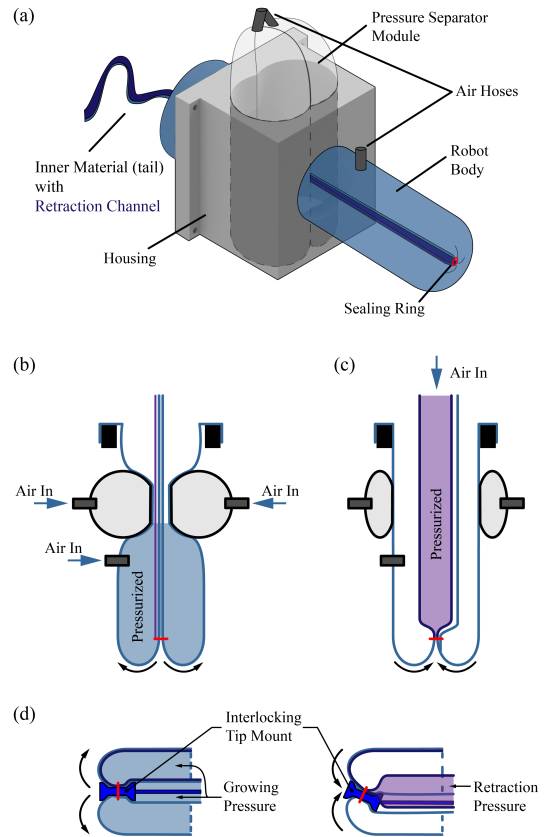 (a)
Pressure Separator
Module
Air Hoses
Robot
Body
Inner Material (tail)
with
Retraction Channel
Housing
Sealing Ring
(b)
Air In
Air In
Air In
Pressurized
(c)
Air In
Pressurized
(d)
Interlocking
Tip Mount
Growing
Pressure
Retraction
Pressure